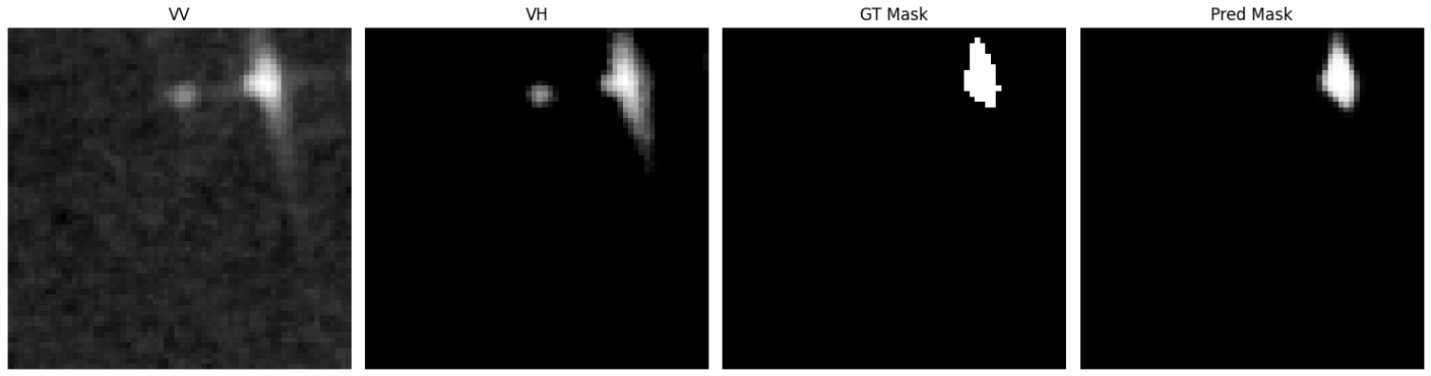 VV
VH
GT Mask
Pred Mask